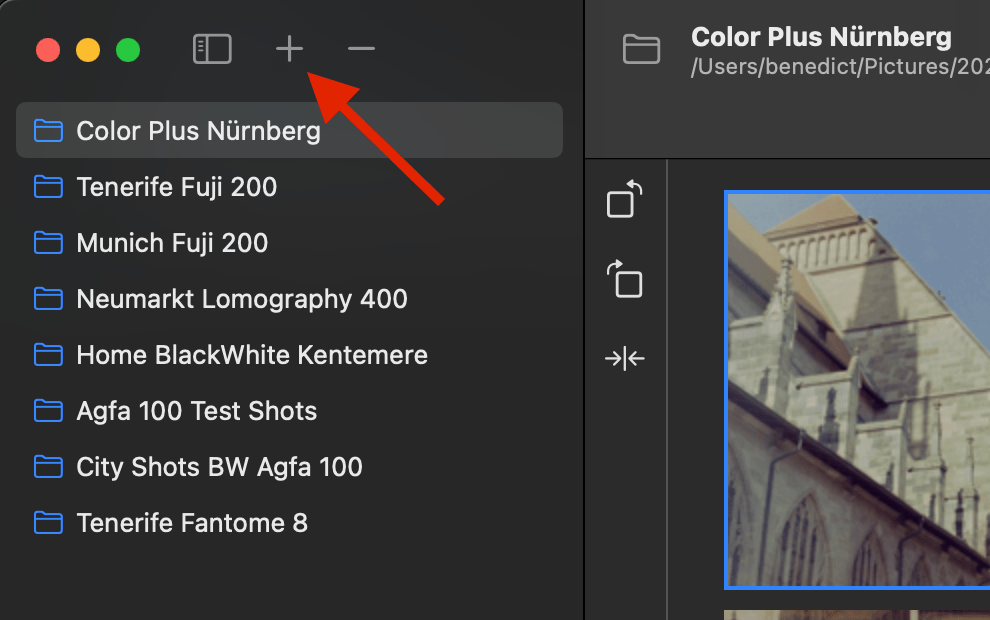 Color Plus Nürnberg
/Users/benedict/Pictures/202
Color Plus Nürnberg
Tenerife Fuji 200
Munich Fuji 200
Neumarkt Lomography 400
Home BlackWhite Kentemere
Agfa 100 Test Shots
City Shots BW Agfa 100
Tenerife Fantome 8